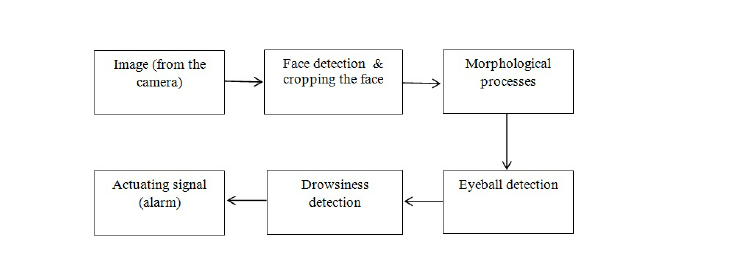 Image (from the
camera)
Face detection &
cropping the face
Morphological
processes
Eyeball detection
Drowsiness
detection
Actuating signal
(alarm)